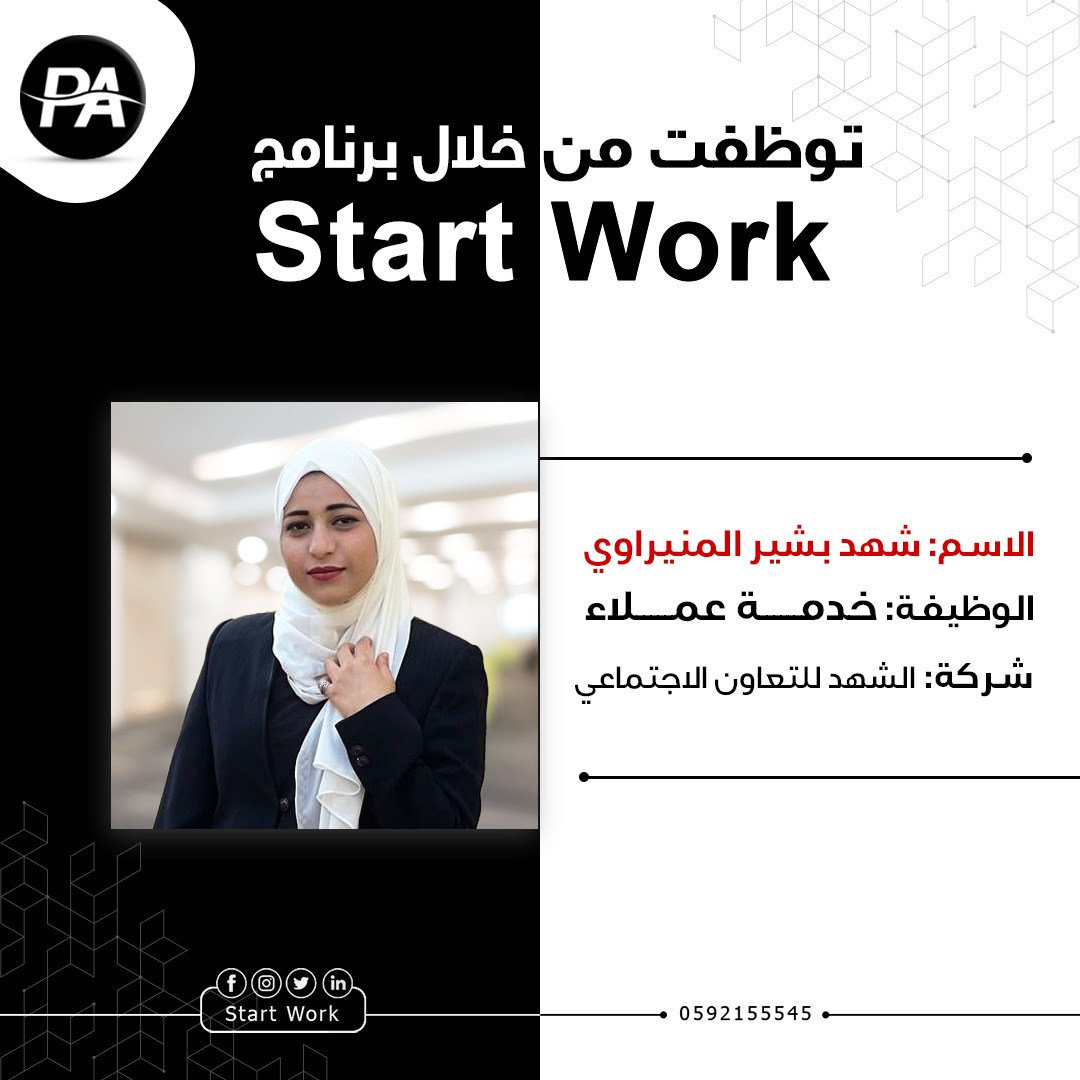 PA
توظفت من خلال برنامج
Start Work
الاسم: شهد بشير المنيراوي
الوظيفة: خدمـــة عمـــلاء
شركة: الشهد للتعاون الاجتماعي
Start Work
0592155545